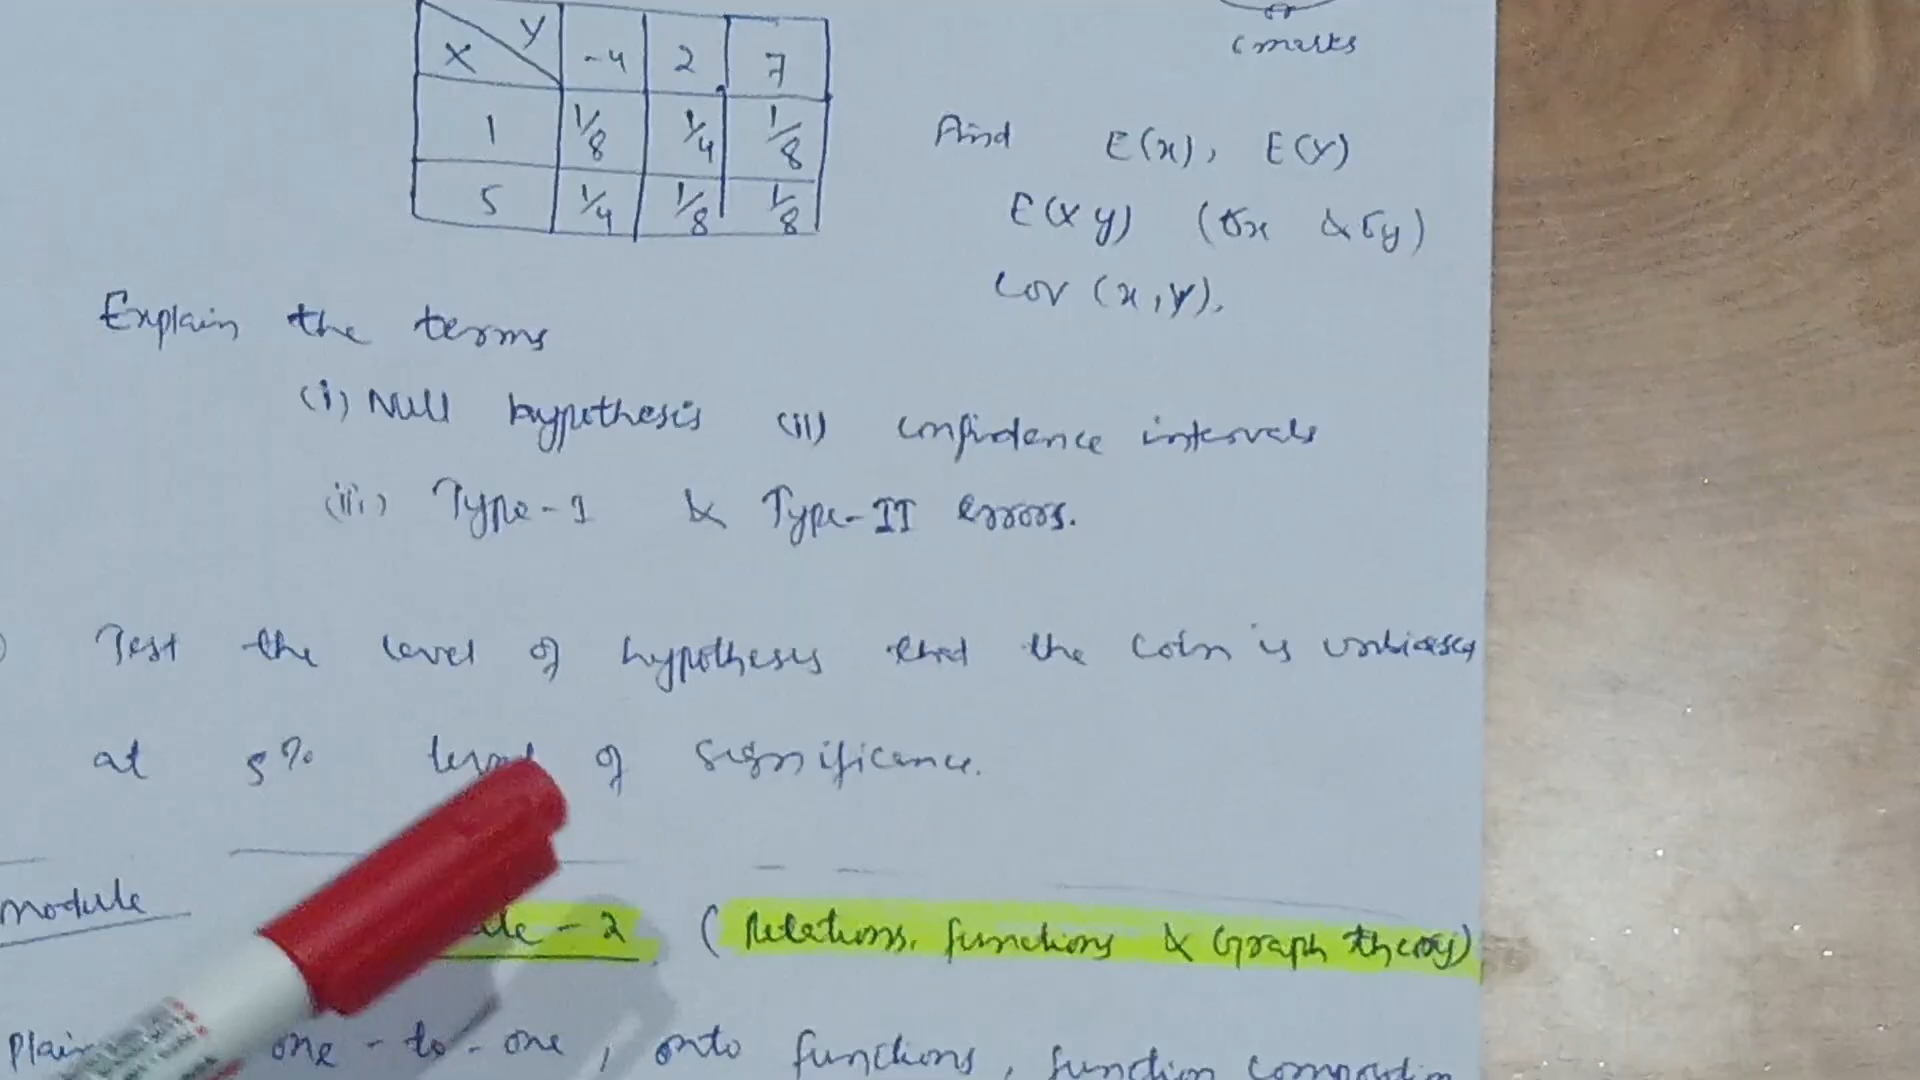 X Y -4 2 7
1 1/8 1/4 1/8
5 1/4 1/8 1/8
marks
Find E(x), E(y)
E(xy) (σx & σy)
Cov (x,y).
Explain the terms
(i) Null hypothesis (ii) confidence intervals
(iii) Type-I & Type-II errors.
Test the level of hypothesis that the coin is unbiased
at 5% level of significance.
module
-2 (Relations, functions & Graph theory)
one-to-one, onto functions, function